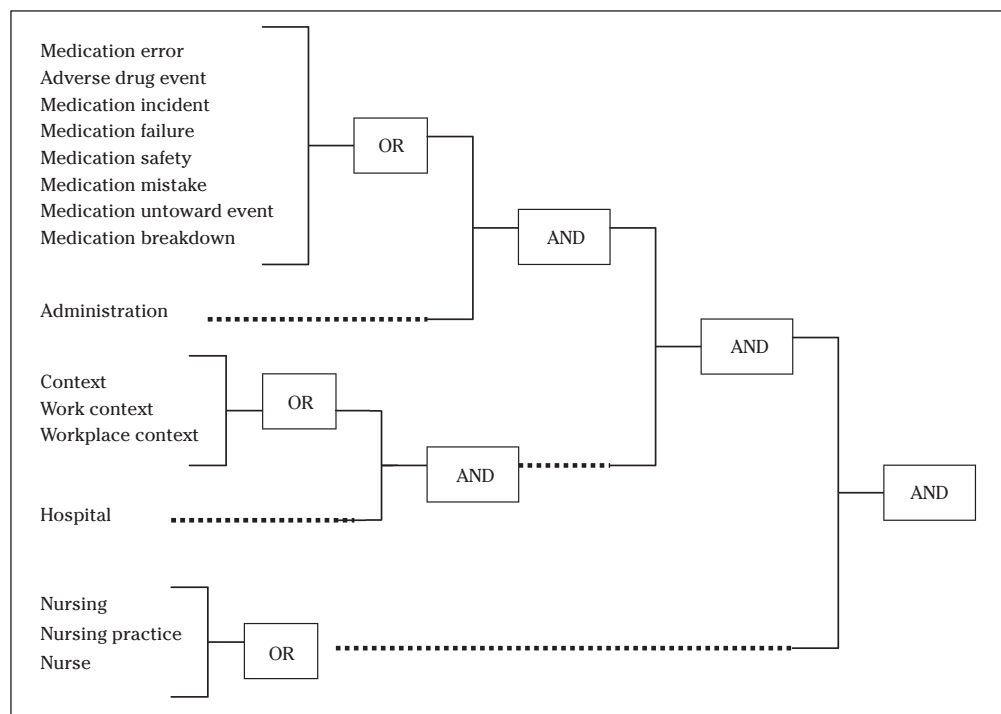 Medication error
Adverse drug event
Medication incident
Medication failure
Medication safety
Medication mistake
Medication untoward event
Medication breakdown
OR
AND
Administration
AND
Context
Work context
Workplace context
OR
AND
AND
Hospital
Nursing
Nursing practice
Nurse
OR